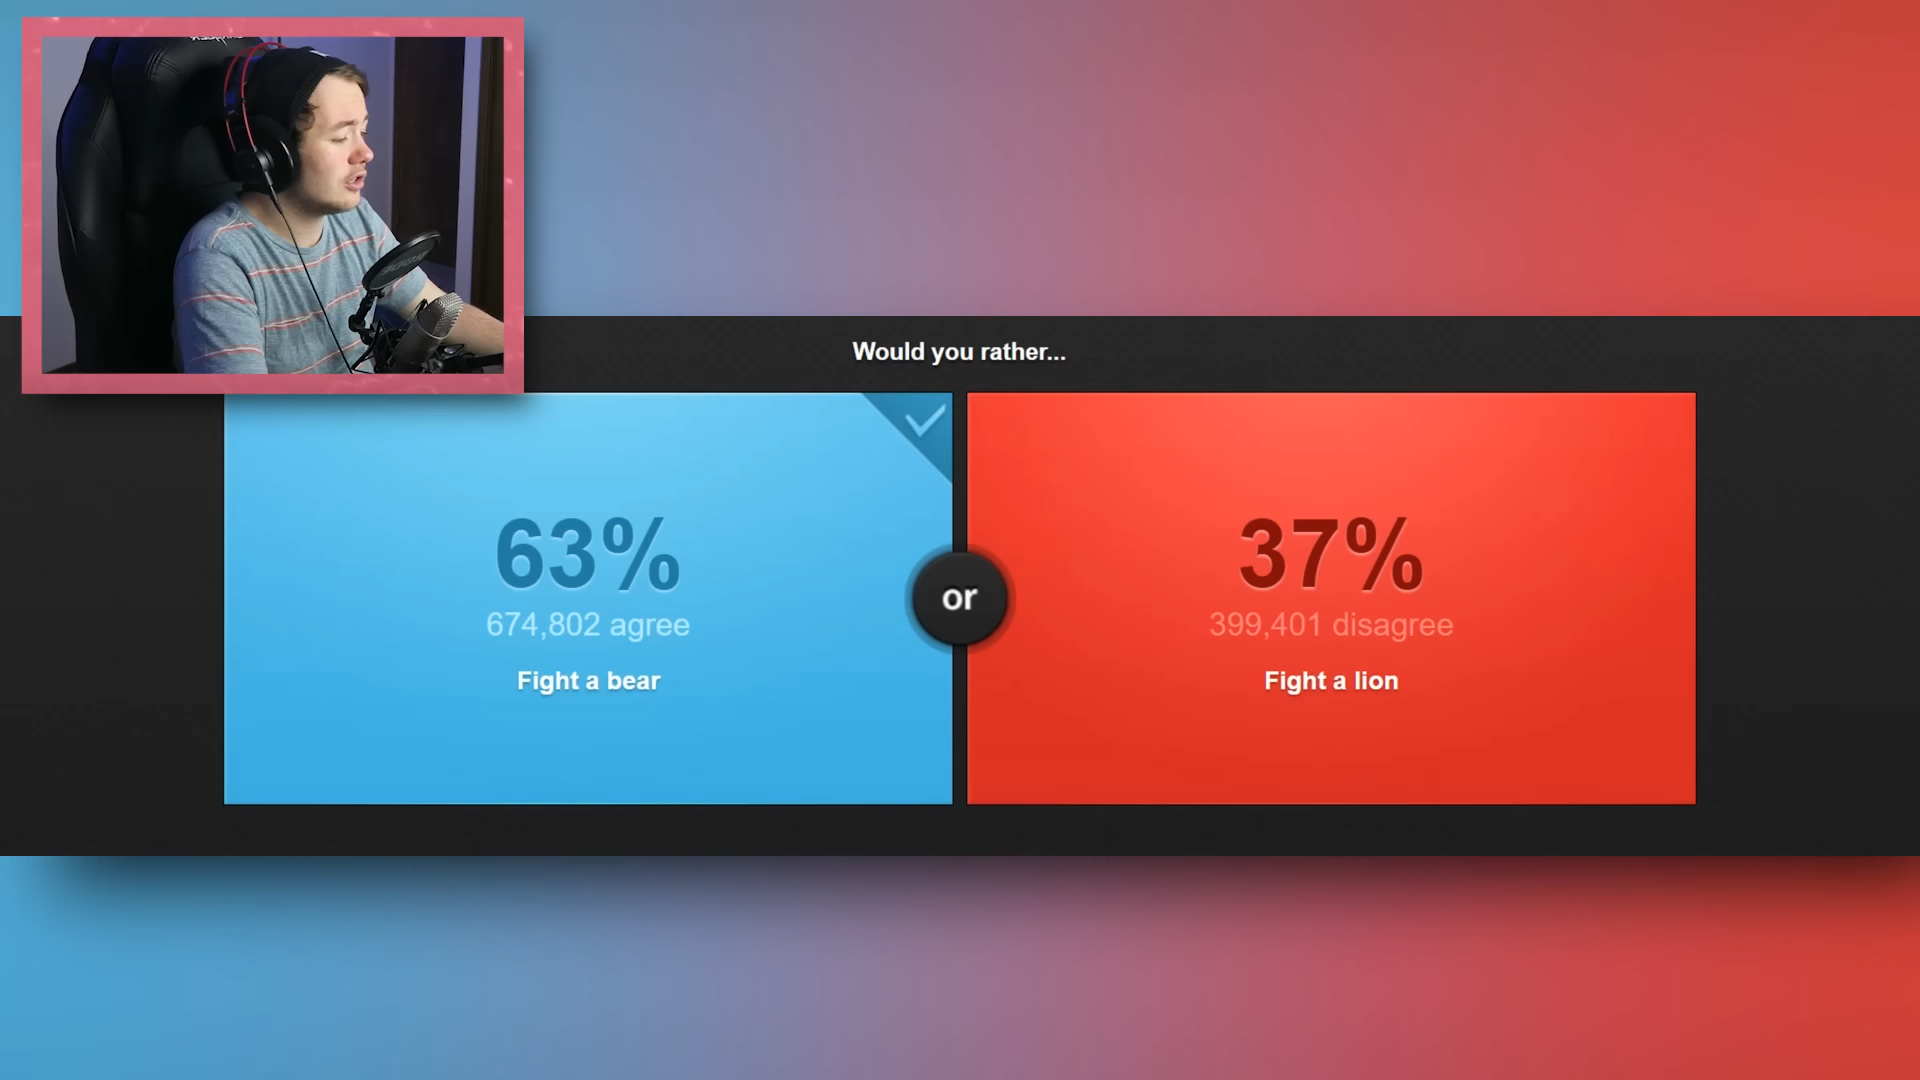 Would you rather...
63%
674,802 agree
Fight a bear
or
37%
399,401 disagree
Fight a lion